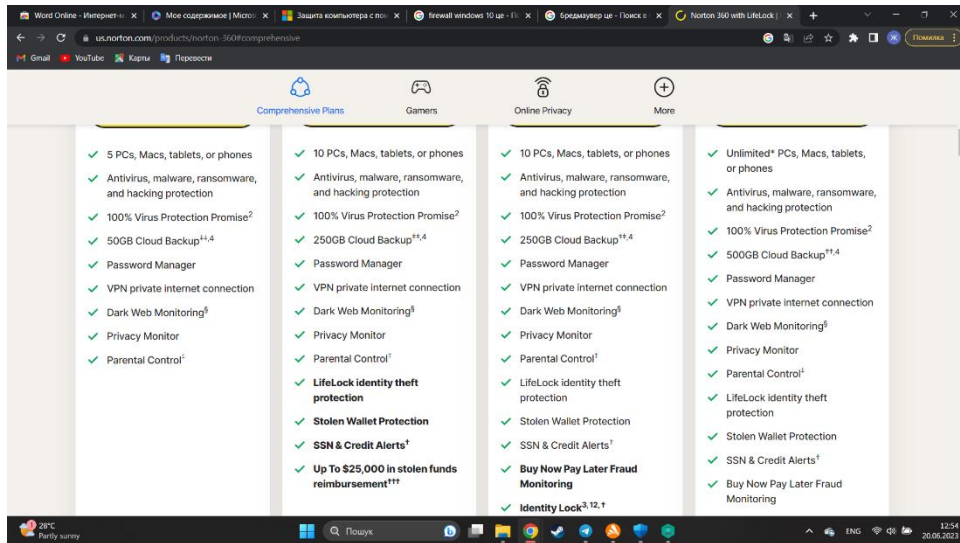 Word Online - Интернет-
Мое содержимое | Micros
Защита компьютера с по
firewall windows 10 це - П
бредмаувер це - Поиск в
Norton 360 with LifeLock |
us.norton.com/products/norton-360#comprehensive
Ж
Помилка
Gmail
YouTube
Карты
Перевести
Comprehensive Plans
Gamers
Online Privacy
More
5 PCs, Macs, tablets, or phones
Antivirus, malware, ransomware,
and hacking protection
100% Virus Protection Promise²
50GB Cloud Backup‡‡,4
Password Manager
VPN private internet connection
Dark Web Monitoring§
Privacy Monitor
Parental Control‡
10 PCs, Macs, tablets, or phones
Antivirus, malware, ransomware,
and hacking protection
100% Virus Protection Promise²
250GB Cloud Backup‡‡,4
Password Manager
VPN private internet connection
Dark Web Monitoring§
Privacy Monitor
Parental Control‡
LifeLock identity theft
protection
Stolen Wallet Protection
SSN & Credit Alerts†
Up To $25,000 in stolen funds
reimbursement†††
10 PCs, Macs, tablets, or phones
Antivirus, malware, ransomware,
and hacking protection
100% Virus Protection Promise²
250GB Cloud Backup‡‡,4
Password Manager
VPN private internet connection
Dark Web Monitoring§
Privacy Monitor
Parental Control‡
LifeLock identity theft
protection
Stolen Wallet Protection
SSN & Credit Alerts†
Buy Now Pay Later Fraud
Monitoring
Identity Lock3,12,†
Unlimited* PCs, Macs, tablets,
or phones
Antivirus, malware, ransomware,
and hacking protection
100% Virus Protection Promise²
500GB Cloud Backup‡‡,4
Password Manager
VPN private internet connection
Dark Web Monitoring§
Privacy Monitor
Parental Control‡
LifeLock identity theft
protection
Stolen Wallet Protection
SSN & Credit Alerts†
Buy Now Pay Later Fraud
Monitoring
1
28°C
Partly sunny
Пошук
ENG
12:54
20.06.2023